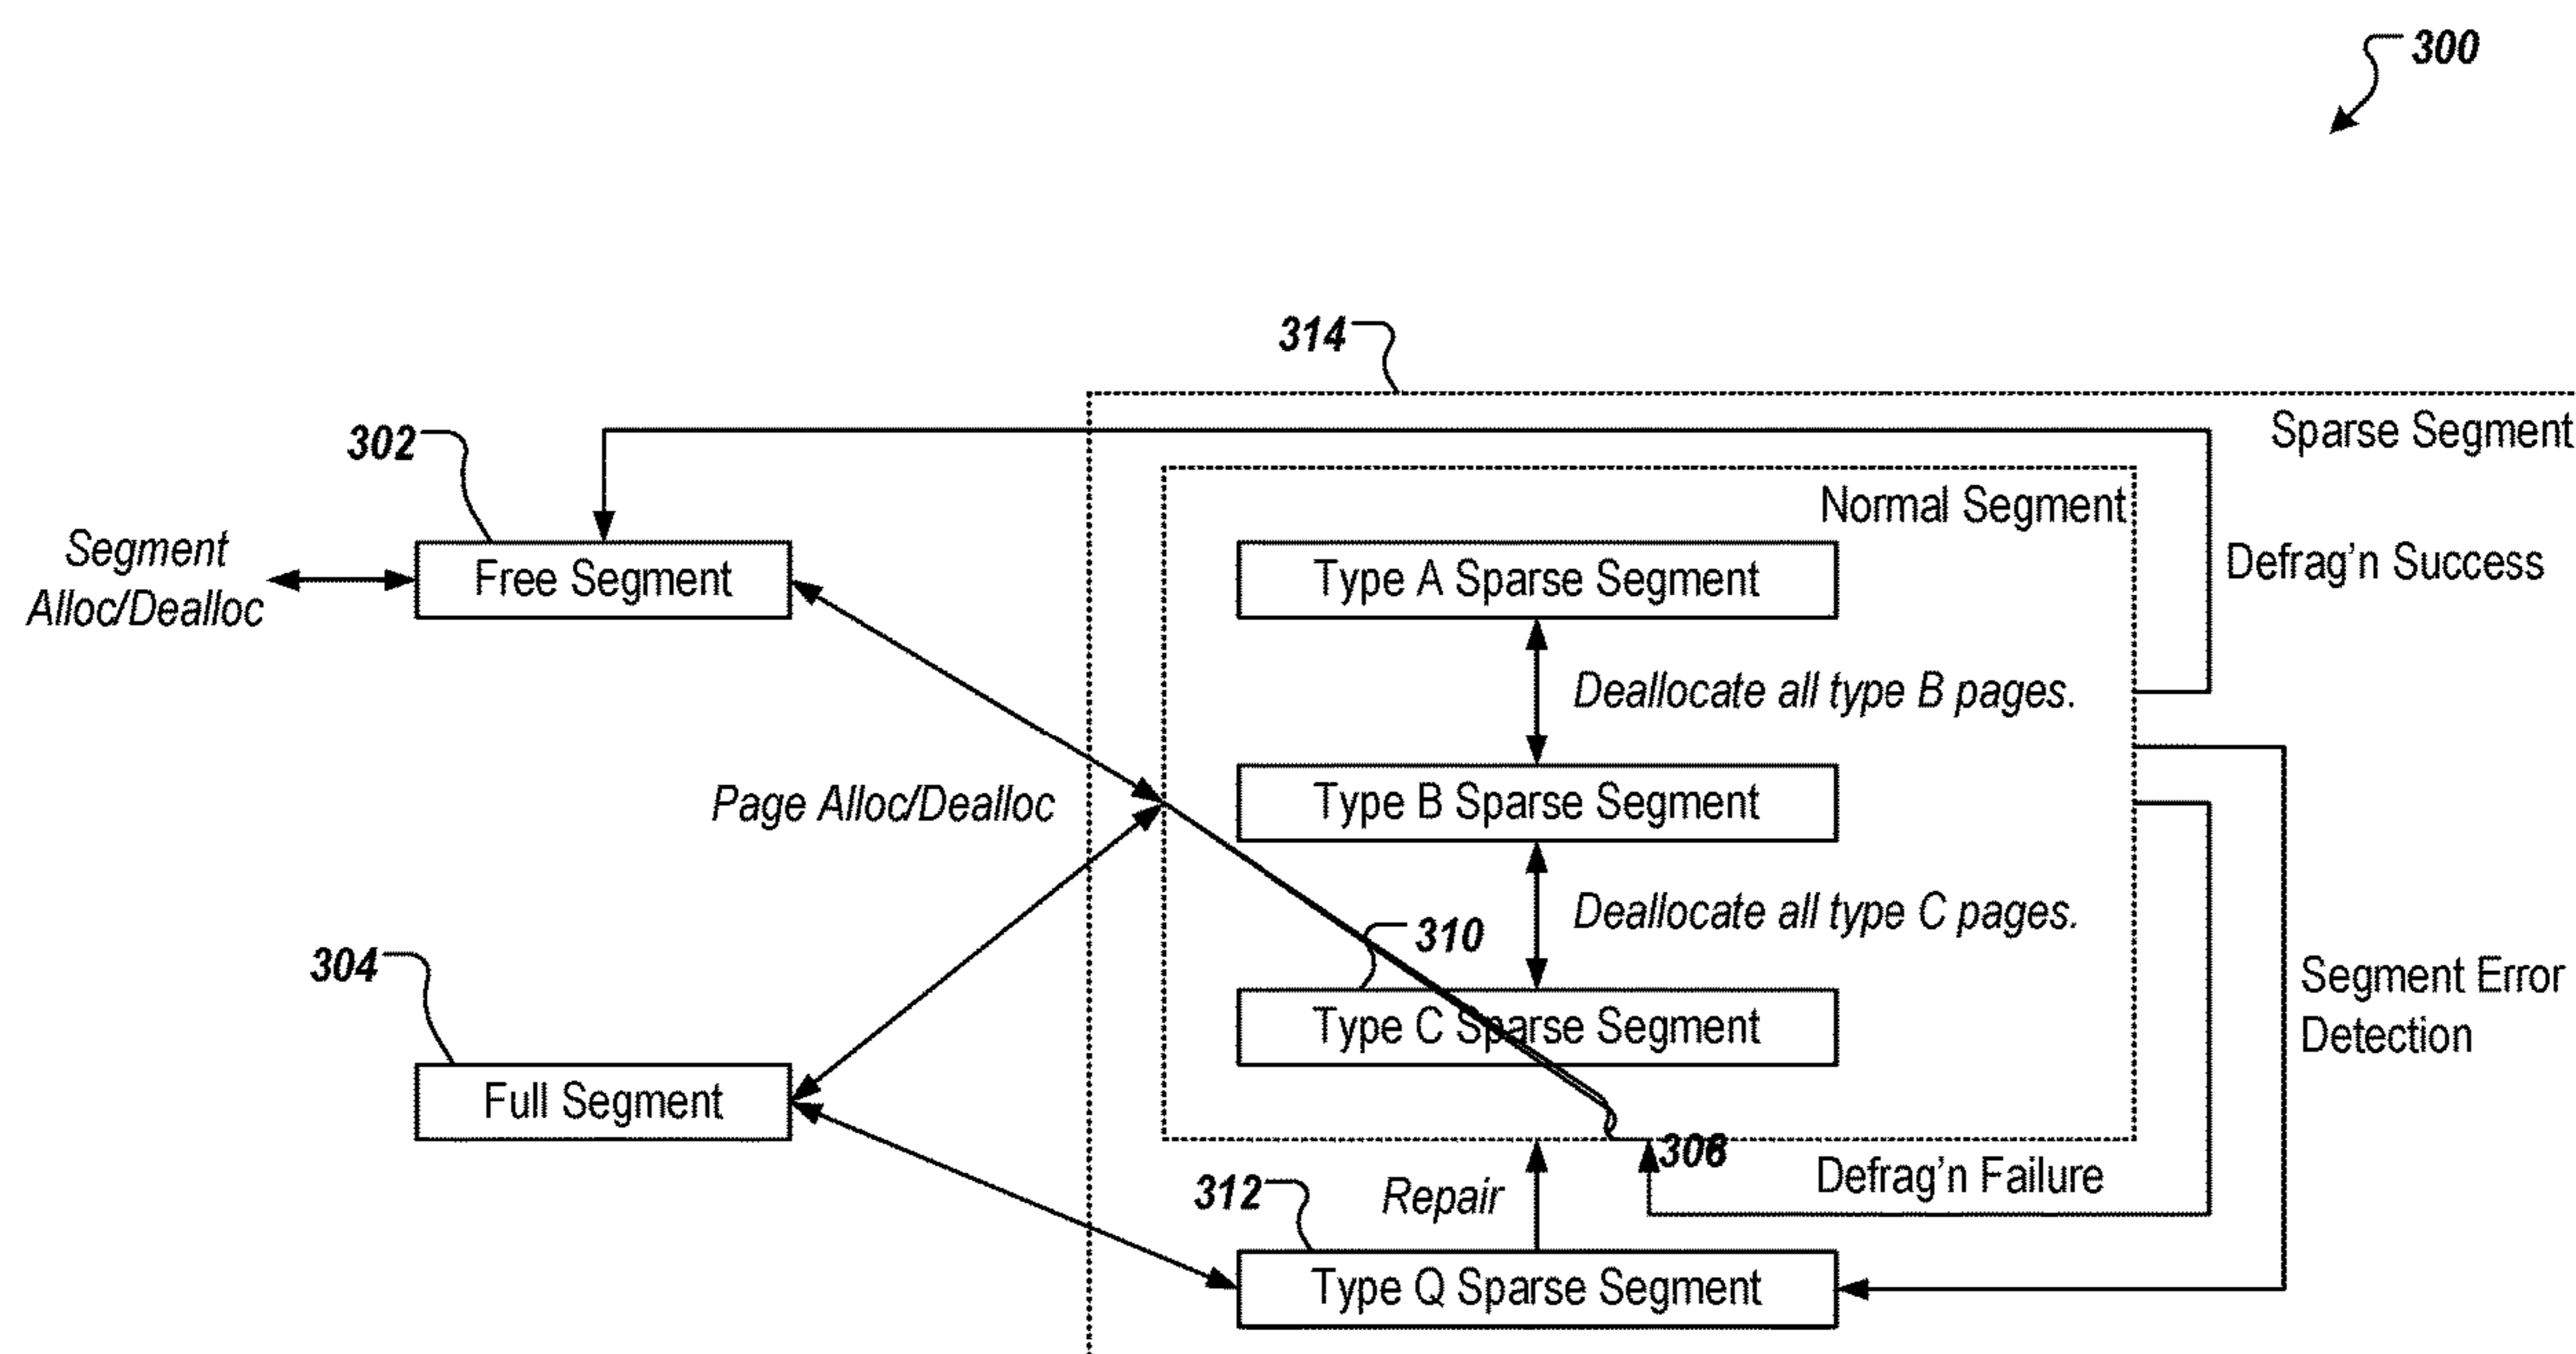 300
314
Sparse Segment
302
Normal Segment
Segment
Alloc/Dealloc
Free Segment
Type A Sparse Segment
Defrag'n Success
Deallocate all type B pages.
Page Alloc/Dealloc
Type B Sparse Segment
Deallocate all type C pages.
310
304
Segment Error
Detection
Type C Sparse Segment
Full Segment
Defrag'n Failure
312
Repair
Type Q Sparse Segment